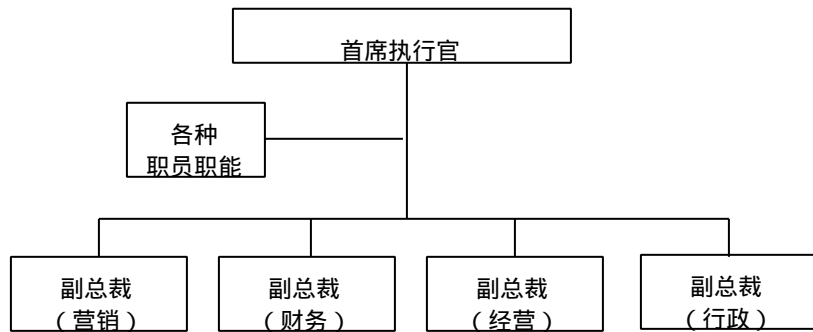 首席执行官
各种
职员职能
副总裁
（营销）
副总裁
（财务）
副总裁
（经营）
副总裁
（行政）